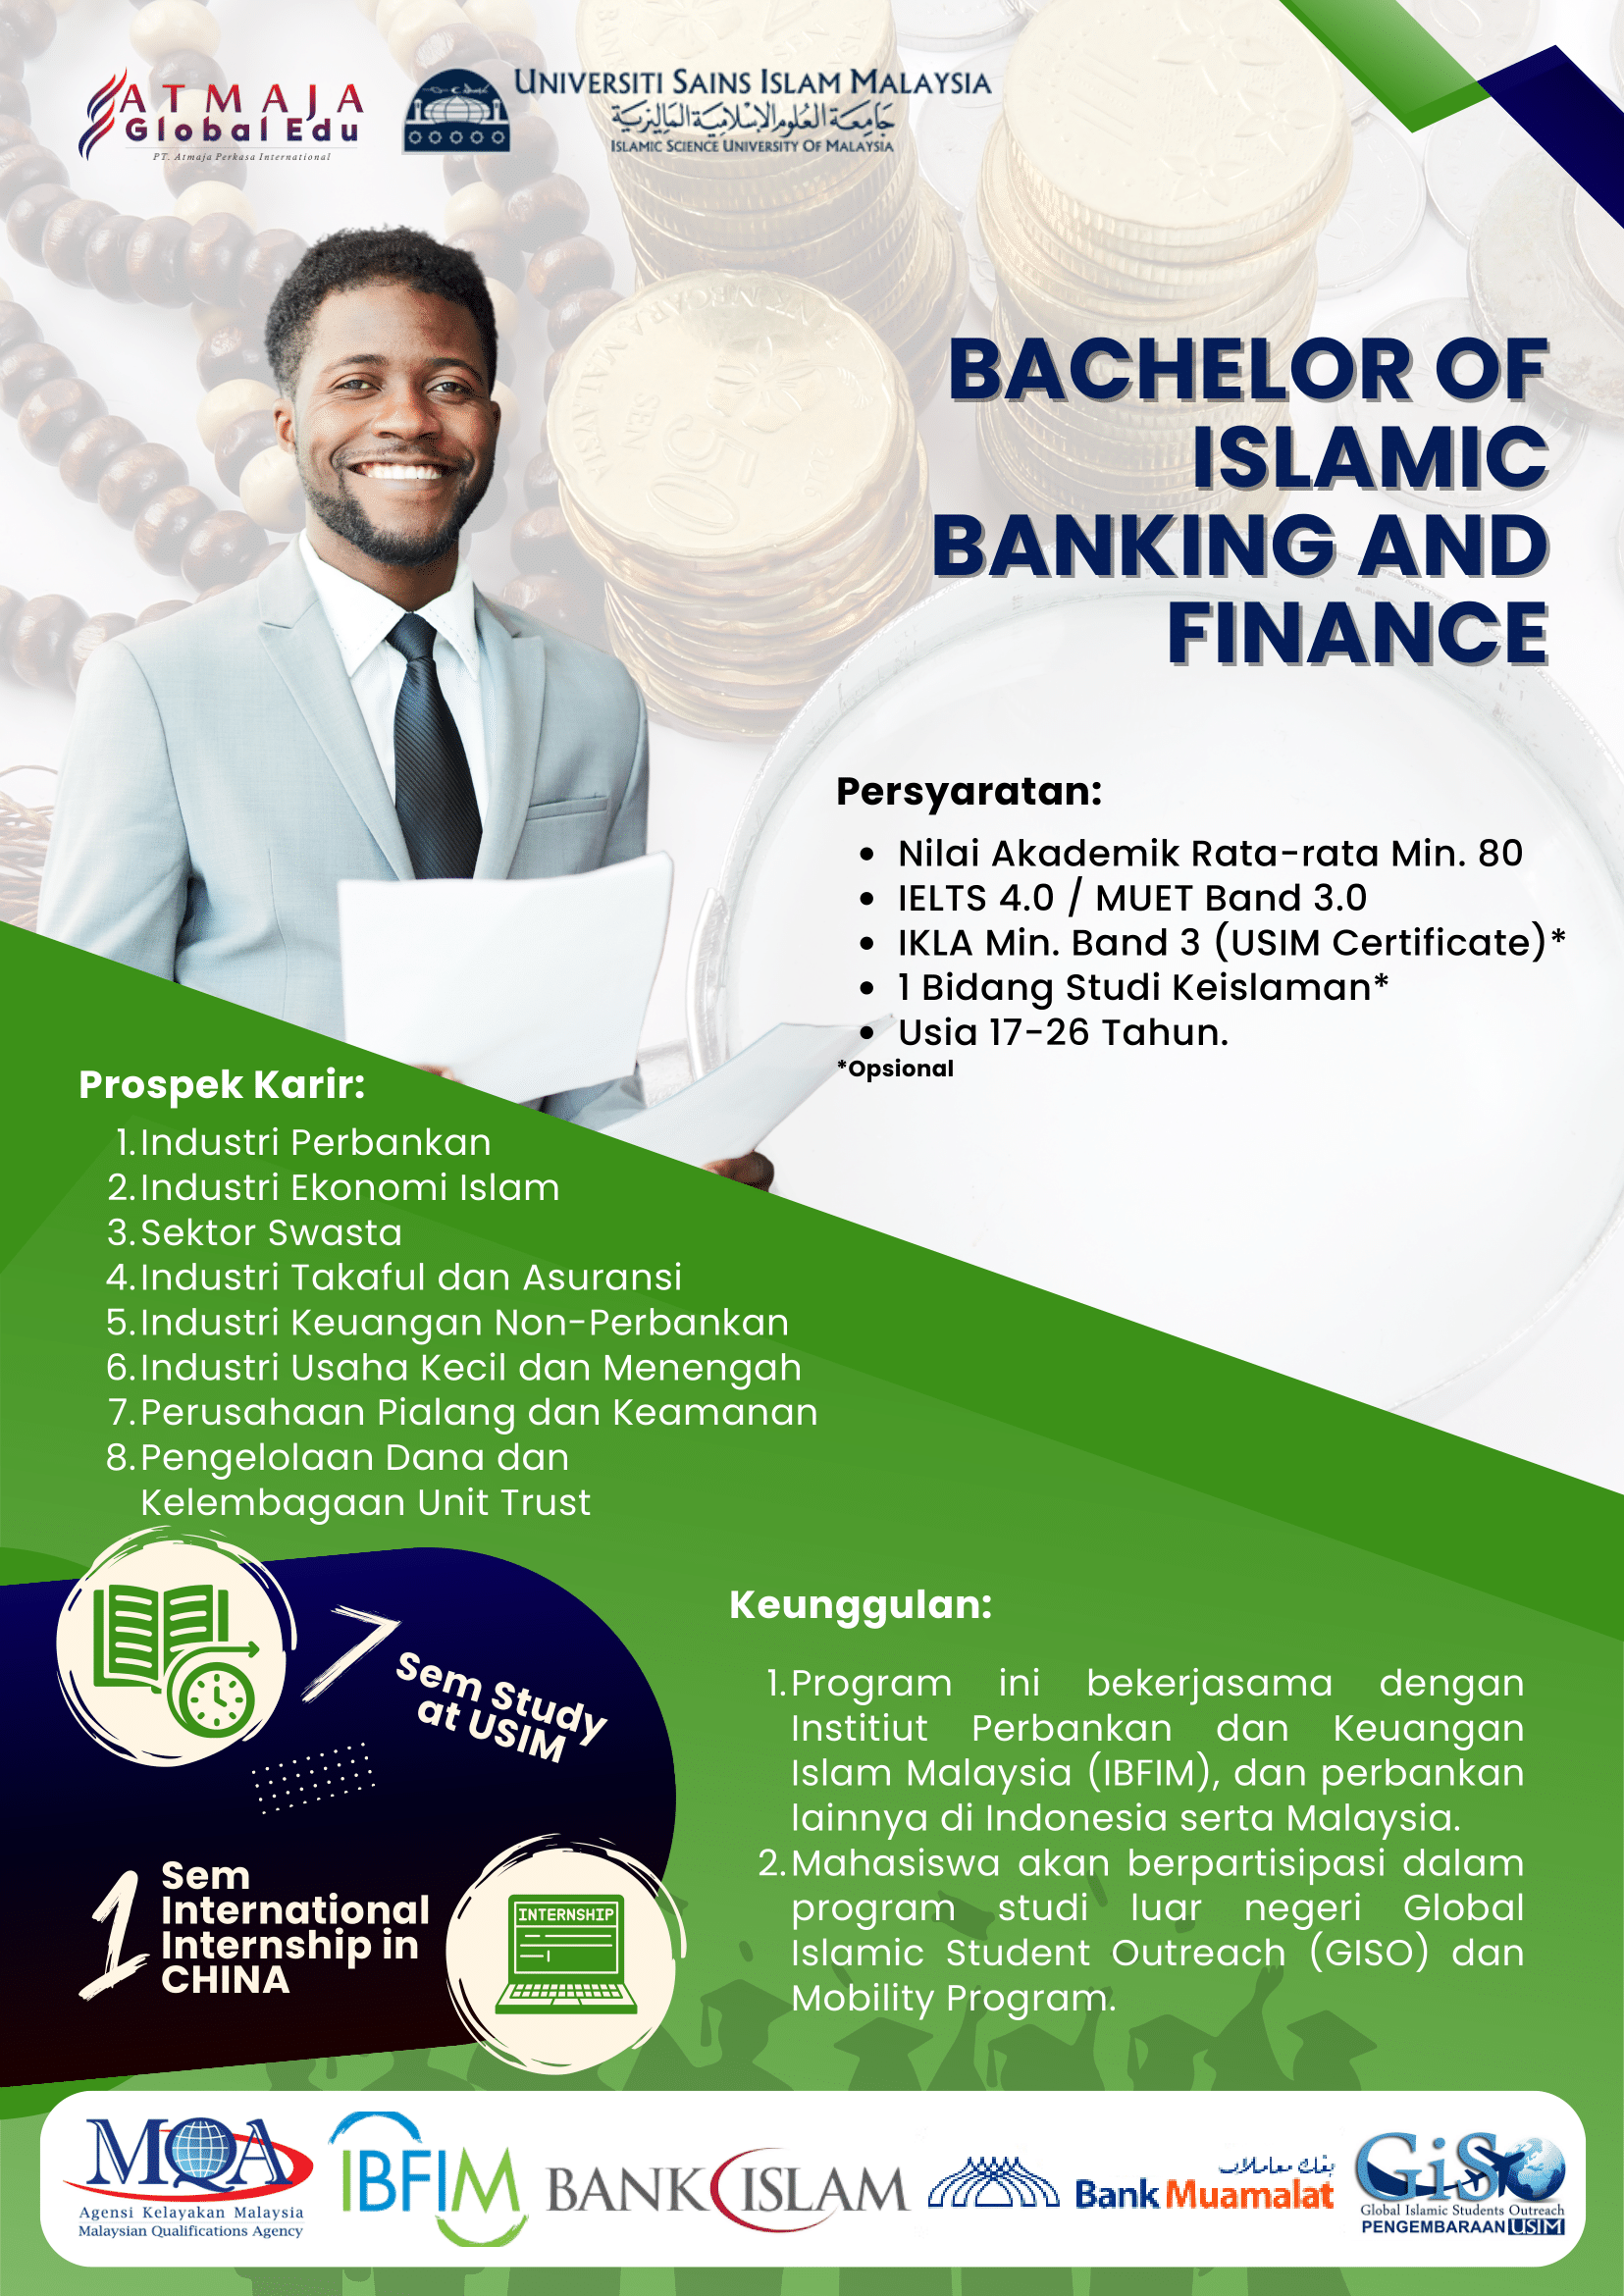 ATMAJA
Global Edu
PT. Atmaja Perkasa International
UNIVERSITI SAINS ISLAM MALAYSIA
جامعة العلوم الإسلامية الماليزية
ISLAMIC SCIENCE UNIVERSITY OF MALAYSIA
BACHELOR OF
ISLAMIC
BANKING AND
FINANCE
Persyaratan:
• Nilai Akademik Rata-rata Min. 80
• IELTS 4.0 / MUET Band 3.0
• IKLA Min. Band 3 (USIM Certificate)*
• 1 Bidang Studi Keislaman*
• Usia 17-26 Tahun.
*Opsional
Prospek Karir:
1. Industri Perbankan
2. Industri Ekonomi Islam
3. Sektor Swasta
4. Industri Takaful dan Asuransi
5. Industri Keuangan Non-Perbankan
6. Industri Usaha Kecil dan Menengah
7. Perusahaan Pialang dan Keamanan
8. Pengelolaan Dana dan
Kelembagaan Unit Trust
7 Sem Study
at USIM
1 Sem
International
Internship in
CHINA
INTERNSHIP
Keunggulan:
1. Program ini bekerjasama dengan
Institiut Perbankan dan Keuangan
Islam Malaysia (IBFIM), dan perbankan
lainnya di Indonesia serta Malaysia.
2. Mahasiswa akan berpartisipasi dalam
program studi luar negeri Global
Islamic Student Outreach (GISO) dan
Mobility Program.
MQA
Agensi Kelayakan Malaysia
Malaysian Qualifications Agency
IBFIM
BANK ISLAM
بنك معاملات
Bank Muamalat
GiSO
Global Islamic Students Outreach
PENGEMBARAAN USIM